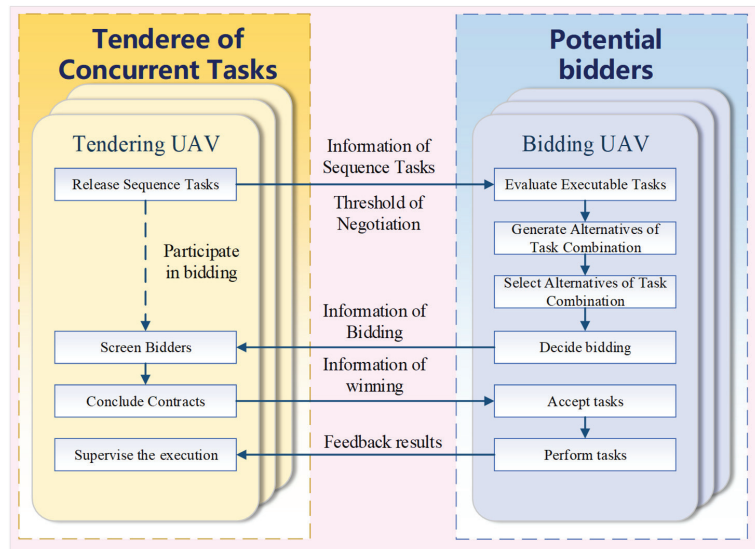 Tenderee of
Concurrent Tasks
Potential
bidders
Tendering UAV
Bidding UAV
Information of
Sequence Tasks
Release Sequence Tasks
Evaluate Executable Tasks
Threshold of
Negotiation
Generate Alternatives of
Task Combination
Participate
in bidding
Select Alternatives of Task
Combination
Information of
Bidding
Screen Bidders
Decide bidding
Information of
winning
Conclude Contracts
Accept tasks
Feedback results
Supervise the execution
Perform tasks